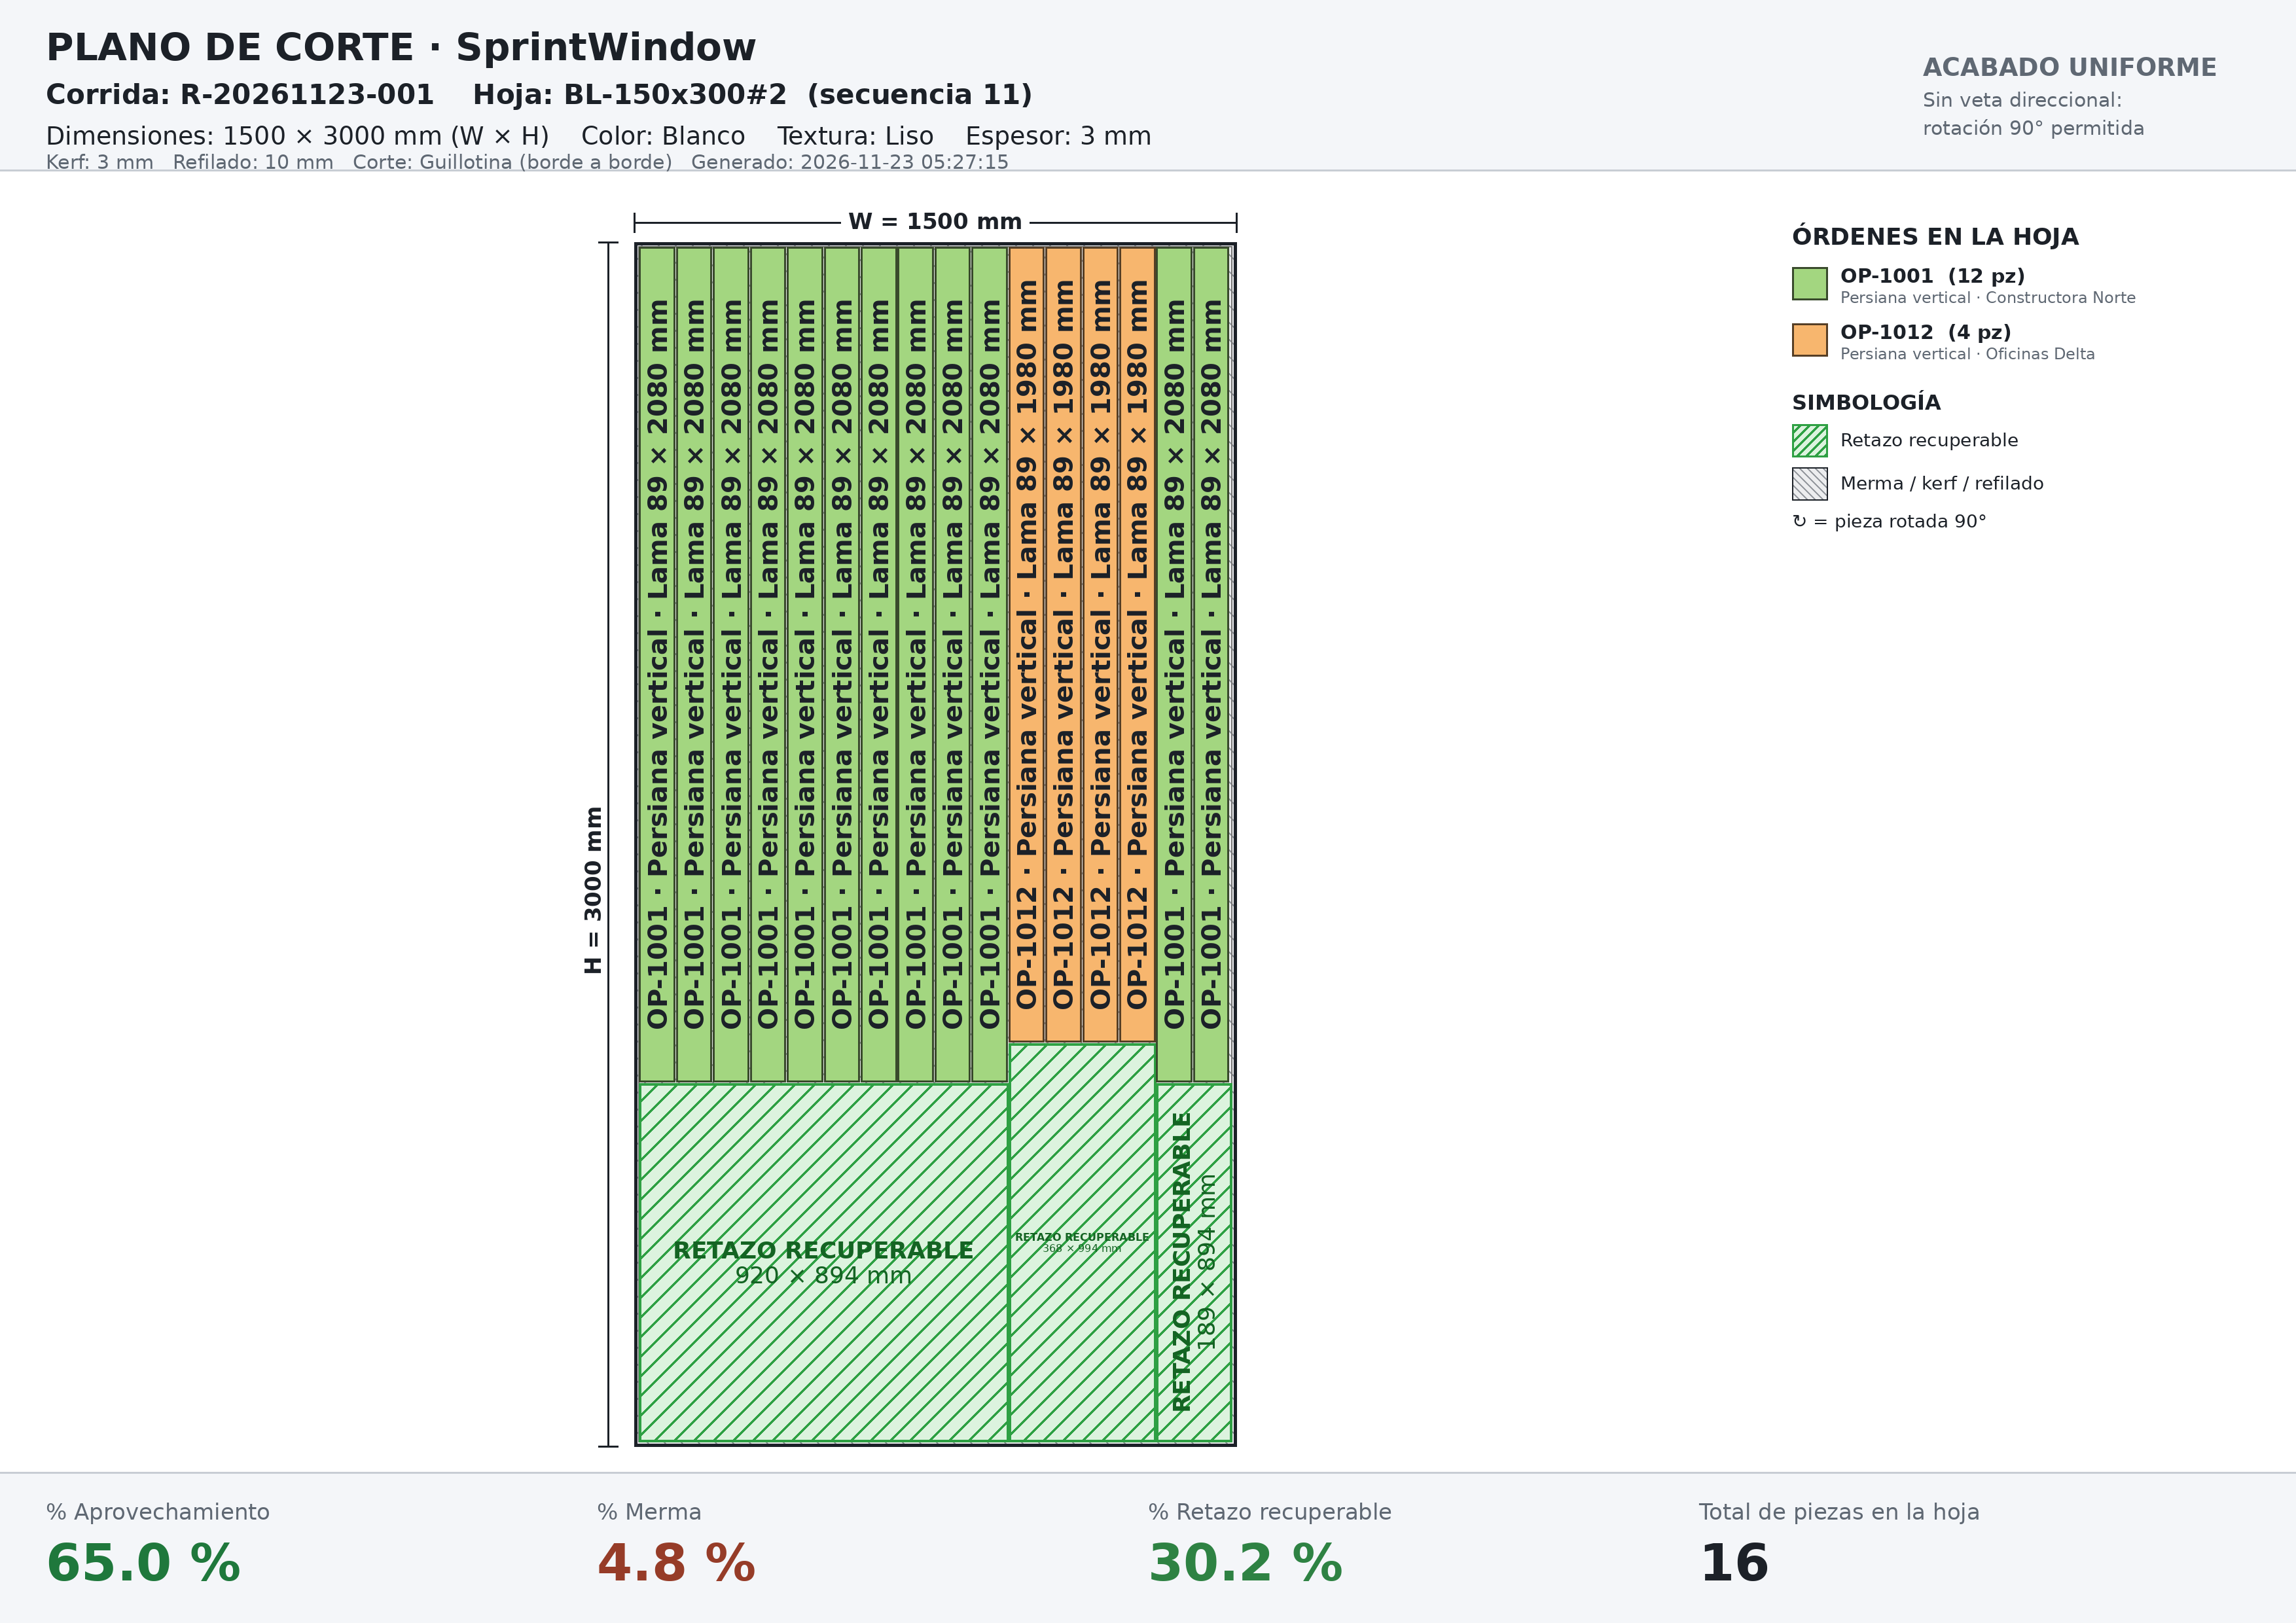 PLANO DE CORTE · SprintWindow
Corrida: R-20261123-001    Hoja: BL-150x300#2  (secuencia 11)
Dimensiones: 1500 × 3000 mm (W × H)    Color: Blanco    Textura: Liso    Espesor: 3 mm
Kerf: 3 mm   Refilado: 10 mm   Corte: Guillotina (borde a borde)   Generado: 2026-11-23 05:27:15
ACABADO UNIFORME
Sin veta direccional:
rotación 90° permitida
W = 1500 mm
H = 3000 mm
OP-1001 · Persiana vertical · Lama 89 × 2080 mm
OP-1001 · Persiana vertical · Lama 89 × 2080 mm
OP-1001 · Persiana vertical · Lama 89 × 2080 mm
OP-1001 · Persiana vertical · Lama 89 × 2080 mm
OP-1001 · Persiana vertical · Lama 89 × 2080 mm
OP-1001 · Persiana vertical · Lama 89 × 2080 mm
OP-1001 · Persiana vertical · Lama 89 × 2080 mm
OP-1001 · Persiana vertical · Lama 89 × 2080 mm
OP-1001 · Persiana vertical · Lama 89 × 2080 mm
OP-1001 · Persiana vertical · Lama 89 × 2080 mm
OP-1012 · Persiana vertical · Lama 89 × 1980 mm
OP-1012 · Persiana vertical · Lama 89 × 1980 mm
OP-1012 · Persiana vertical · Lama 89 × 1980 mm
OP-1012 · Persiana vertical · Lama 89 × 1980 mm
OP-1001 · Persiana vertical · Lama 89 × 2080 mm
OP-1001 · Persiana vertical · Lama 89 × 2080 mm
RETAZO RECUPERABLE
920 × 894 mm
RETAZO RECUPERABLE
368 × 994 mm
RETAZO RECUPERABLE
189 × 894 mm
ÓRDENES EN LA HOJA
OP-1001  (12 pz)
Persiana vertical · Constructora Norte
OP-1012  (4 pz)
Persiana vertical · Oficinas Delta
SIMBOLOGÍA
Retazo recuperable
Merma / kerf / refilado
↻ = pieza rotada 90°
% Aprovechamiento
65.0 %
% Merma
4.8 %
% Retazo recuperable
30.2 %
Total de piezas en la hoja
16